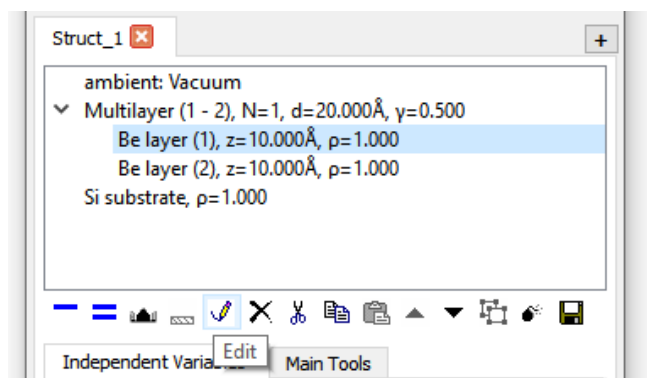 Struct_1
+
ambient: Vacuum
Multilayer (1 - 2), N=1, d=20.000Å, γ=0.500
Be layer (1), z=10.000Å, ρ=1.000
Be layer (2), z=10.000Å, ρ=1.000
Si substrate, ρ=1.000
Edit
Independent Main Tools